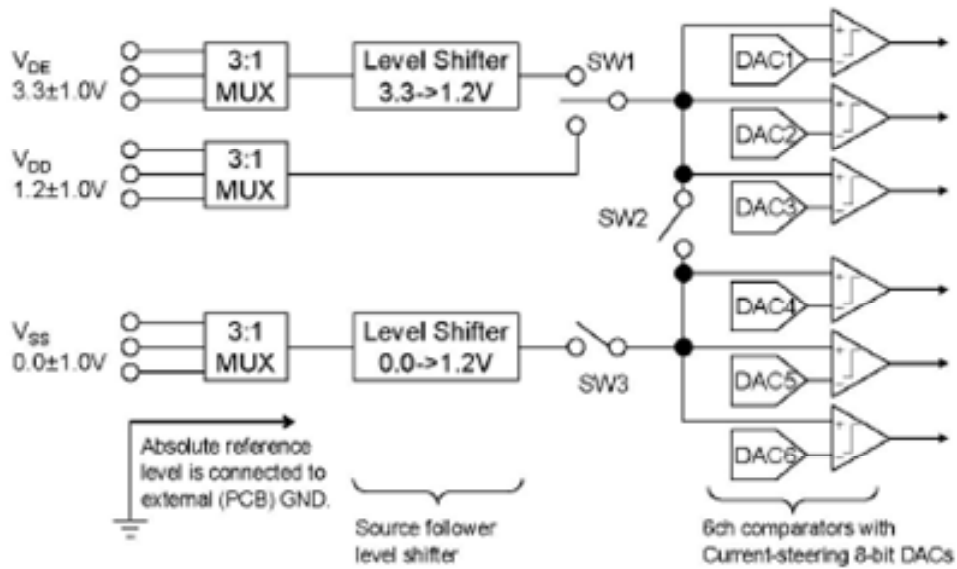 V_DE
3.3±1.0V
3:1
MUX
Level Shifter
3.3->1.2V
SW1
V_DD
1.2±1.0V
3:1
MUX
SW2
V_SS
0.0±1.0V
3:1
MUX
Level Shifter
0.0->1.2V
SW3
DAC1
DAC2
DAC3
DAC4
DAC5
DAC6
+
−
+
−
+
−
+
−
+
−
+
−
Absolute reference
level is connected to
external (PCB) GND.
Source follower
level shifter
6ch comparators with
Current-steering 8-bit DACs